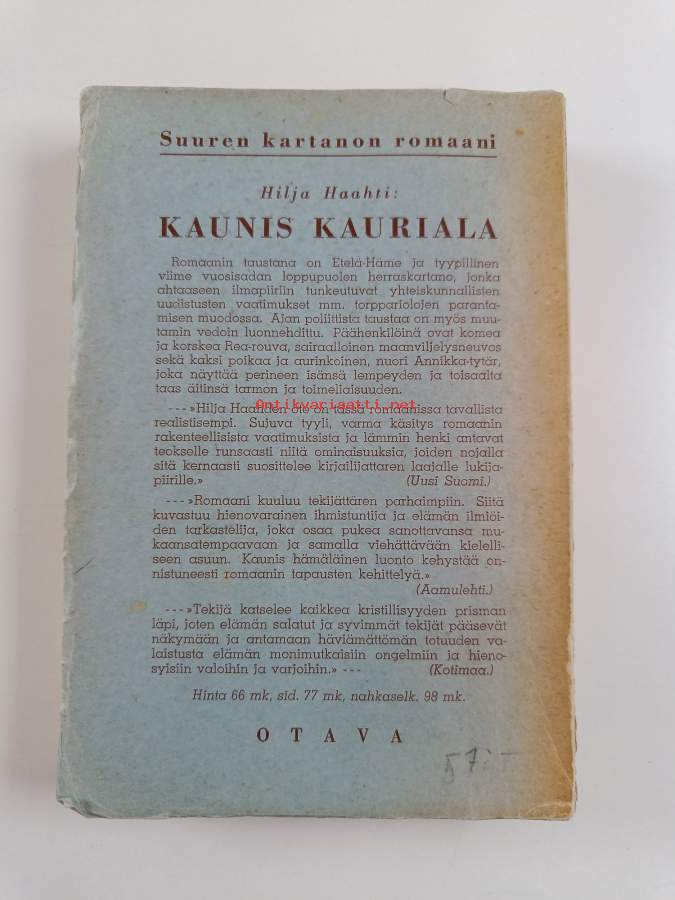 Suuren kartanon romaani
Hilja Haahti:
KAUNIS KAURIALA
Romaanin taustana on Etelä-Häme ja tyypillinen
viime vuosisadan loppupuolen herraskartano, jonka
ahtaaseen ilmapiiriin tunkeutuvat yhteiskunnallisten
uudistusten vaatimukset mm. torppariolojen paranta-
misen muodossa. Ajan poliittista taustaa on myös muu-
tamin vedoin luonnehdittu. Päähenkilöinä ovat komea
ja korskea Rea-rouva, sairaalloinen maanviljelysneuvos
sekä kaksi poikaa ja aurinkoinen, nuori Annikka-tytär,
joka näyttää perineen isänsä lempeyden ja toisaalta
taas äitinsä tarmon ja toimeliaisuuden.
Antikvariaatti.net
---»Hilja Haahden ote on tässä romaanissa tavallista
realistisempi. Sujuva tyyli, varma käsitys romaanin
rakenteellisista vaatimuksista ja lämmin henki antavat
teokselle runsaasti niitä ominaisuuksia, joiden nojalla
sitä kernaasti suosittelee kirjailijattaren laajalle lukija-
piirille.» (Uusi Suomi.)
---»Romaani kuuluu tekijättären parhaimpiin. Siitä
kuvastuu hienovarainen ihmistuntija ja elämän ilmiöi-
den tarkastelija, joka osaa pukea sanottavansa mu-
kaansatempaavaan ja samalla viehättävään kielelli-
seen asuun. Kaunis hämäläinen luonto kehystää on-
nistuneesti romaanin tapausten kehittelyä.»
(Aamulehti.)
---»Tekijä katselee kaikkea kristillisyyden prisman
läpi, joten elämän salatut ja syvimmät tekijät pääsevät
näkymään ja antamaan häviämättömän totuuden va-
laistusta elämän monimutkaisiin ongelmiin ja hieno-
syisiin valoihin ja varjoihin.» --- (Kotimaa.)
Hinta 66 mk, sid. 77 mk, nahkaselk. 98 mk.
OTAVA
57:-